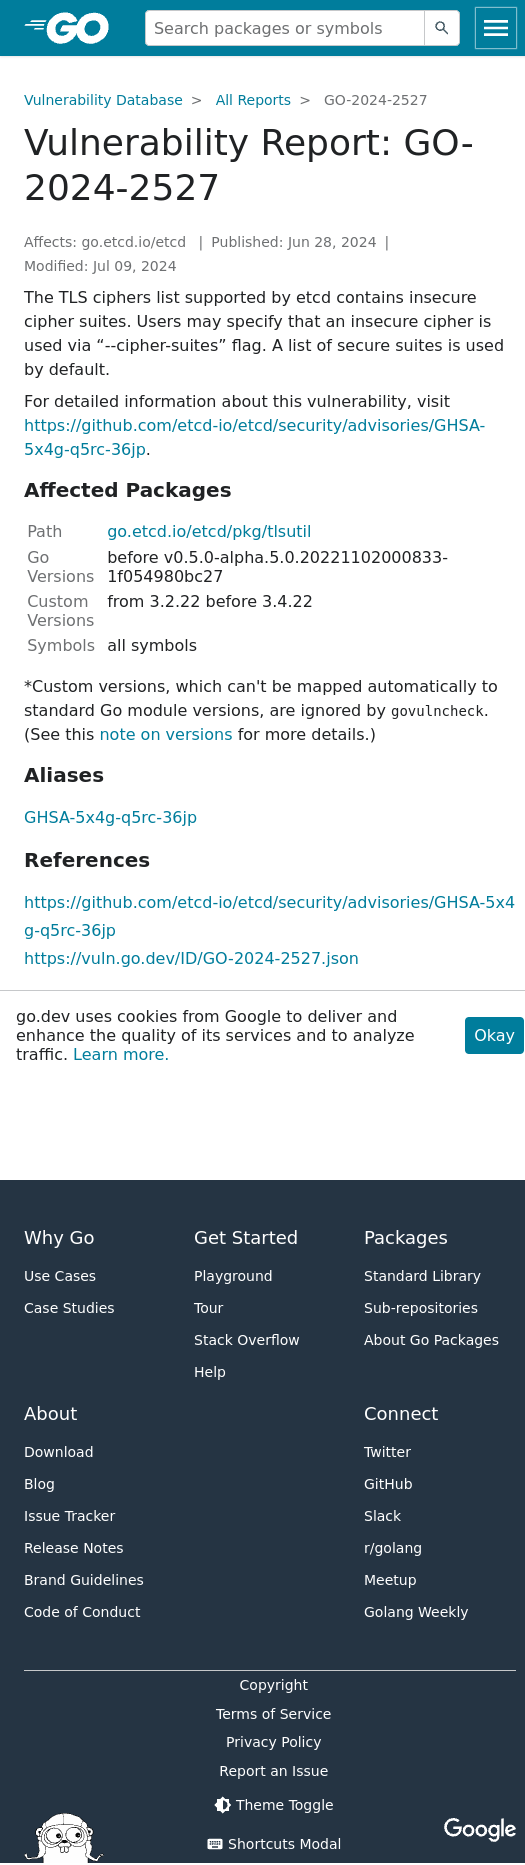 GO
Search packages or symbols
Vulnerability Database > All Reports > GO-2024-2527
Vulnerability Report: GO-
2024-2527
Affects: go.etcd.io/etcd | Published: Jun 28, 2024 |
Modified: Jul 09, 2024
The TLS ciphers list supported by etcd contains insecure
cipher suites. Users may specify that an insecure cipher is
used via “--cipher-suites” flag. A list of secure suites is used
by default.
For detailed information about this vulnerability, visit
https://github.com/etcd-io/etcd/security/advisories/GHSA-
5x4g-q5rc-36jp.
Affected Packages
Path go.etcd.io/etcd/pkg/tlsutil
Go before v0.5.0-alpha.5.0.20221102000833-
Versions 1f054980bc27
Custom from 3.2.22 before 3.4.22
Versions
Symbols all symbols
*Custom versions, which can't be mapped automatically to
standard Go module versions, are ignored by govulncheck.
(See this note on versions for more details.)
Aliases
GHSA-5x4g-q5rc-36jp
References
https://github.com/etcd-io/etcd/security/advisories/GHSA-5x4
g-q5rc-36jp
https://vuln.go.dev/ID/GO-2024-2527.json
go.dev uses cookies from Google to deliver and
enhance the quality of its services and to analyze
traffic. Learn more.
Okay
Why Go
Use Cases
Case Studies
Get Started
Playground
Tour
Stack Overflow
Help
Packages
Standard Library
Sub-repositories
About Go Packages
About
Download
Blog
Issue Tracker
Release Notes
Brand Guidelines
Code of Conduct
Connect
Twitter
GitHub
Slack
r/golang
Meetup
Golang Weekly
Copyright
Terms of Service
Privacy Policy
Report an Issue
Theme Toggle
Shortcuts Modal
Google